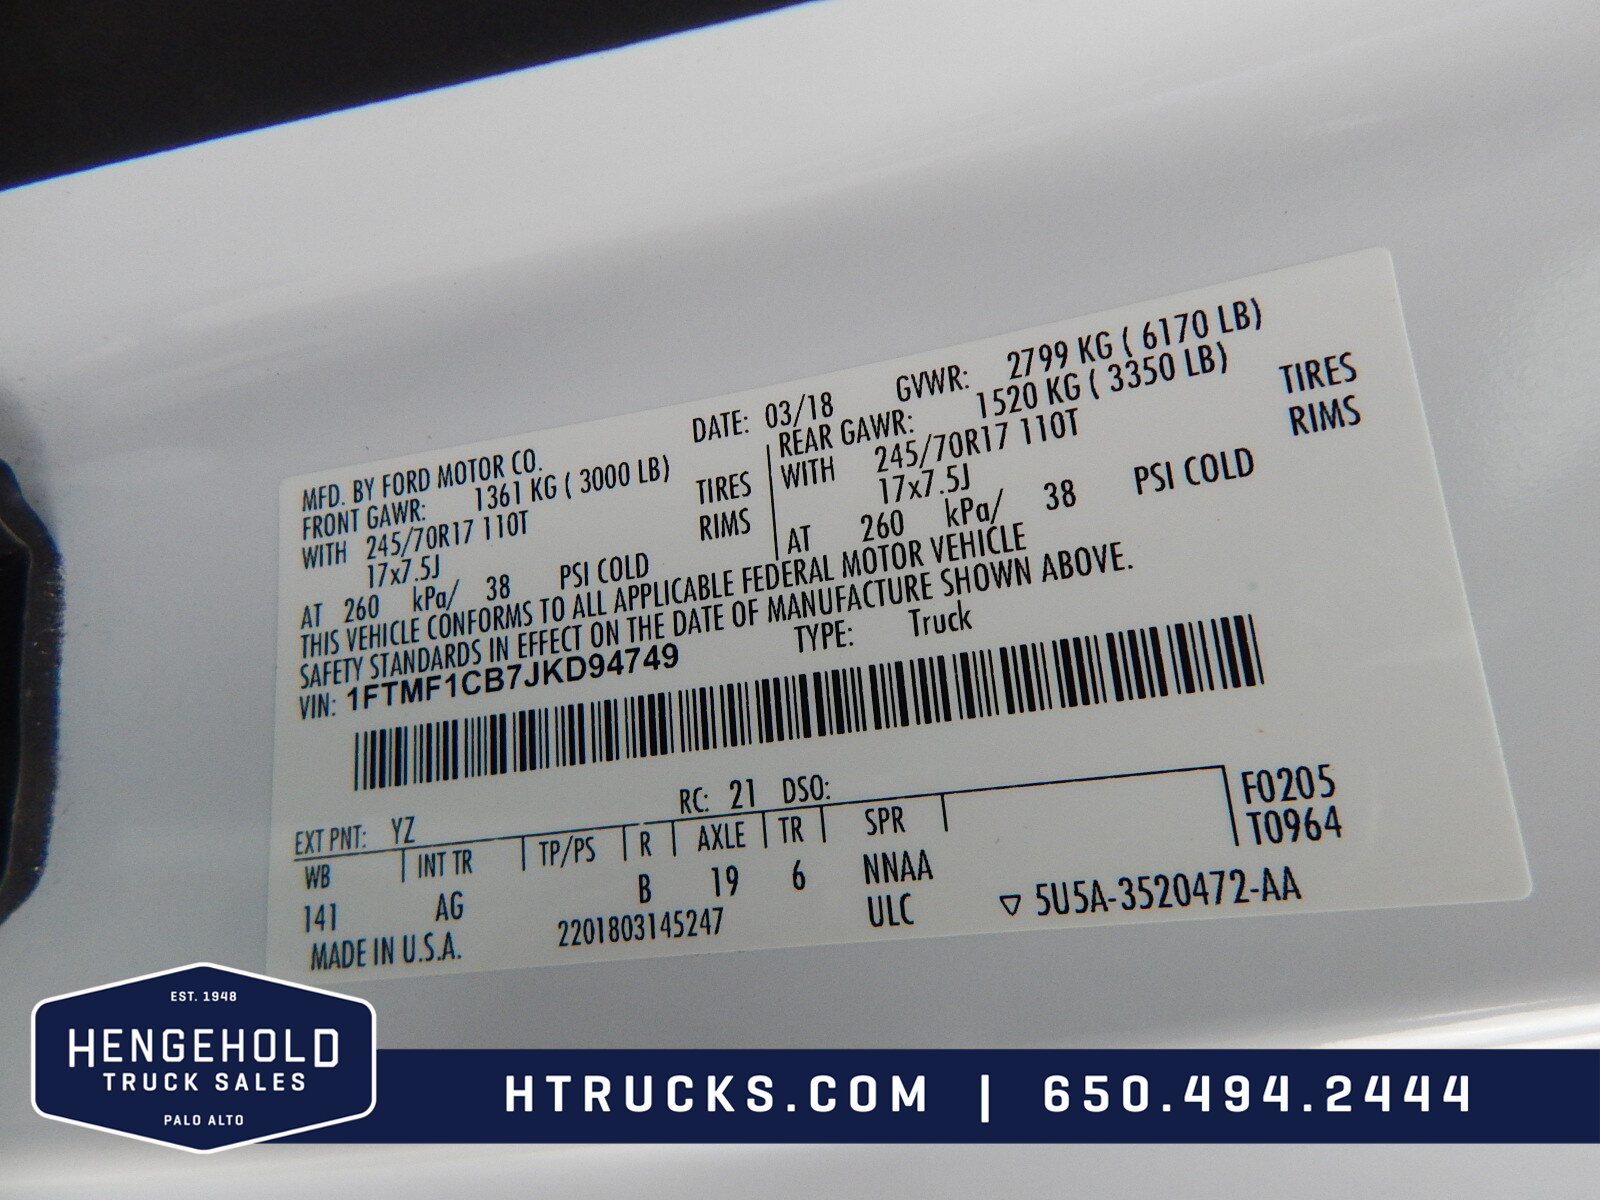 MFD. BY FORD MOTOR CO.
DATE: 03/18
GVWR: 2799 KG ( 6170 LB)
FRONT GAWR: 1361 KG ( 3000 LB)
WITH 245/70R17 110T TIRES
17x7.5J RIMS
AT 260 kPa/ 38 PSI COLD
REAR GAWR: 1520 KG ( 3350 LB)
WITH 245/70R17 110T TIRES
17x7.5J RIMS
AT 260 kPa/ 38 PSI COLD
THIS VEHICLE CONFORMS TO ALL APPLICABLE FEDERAL MOTOR VEHICLE
SAFETY STANDARDS IN EFFECT ON THE DATE OF MANUFACTURE SHOWN ABOVE.
VIN: 1FTMF1CB7JKD94749
TYPE: Truck
EXT PNT: YZ RC: 21 DSO:
WB INT TR TP/PS R AXLE TR SPR
141 AG B 19 6 NNAA
F0205
T0964
MADE IN U.S.A. 2201803145247 ULC ▽ 5U5A-3520472-AA
EST. 1948
HENGEHOLD
TRUCK SALES
PALO ALTO
HTRUCKS.COM | 650.494.2444